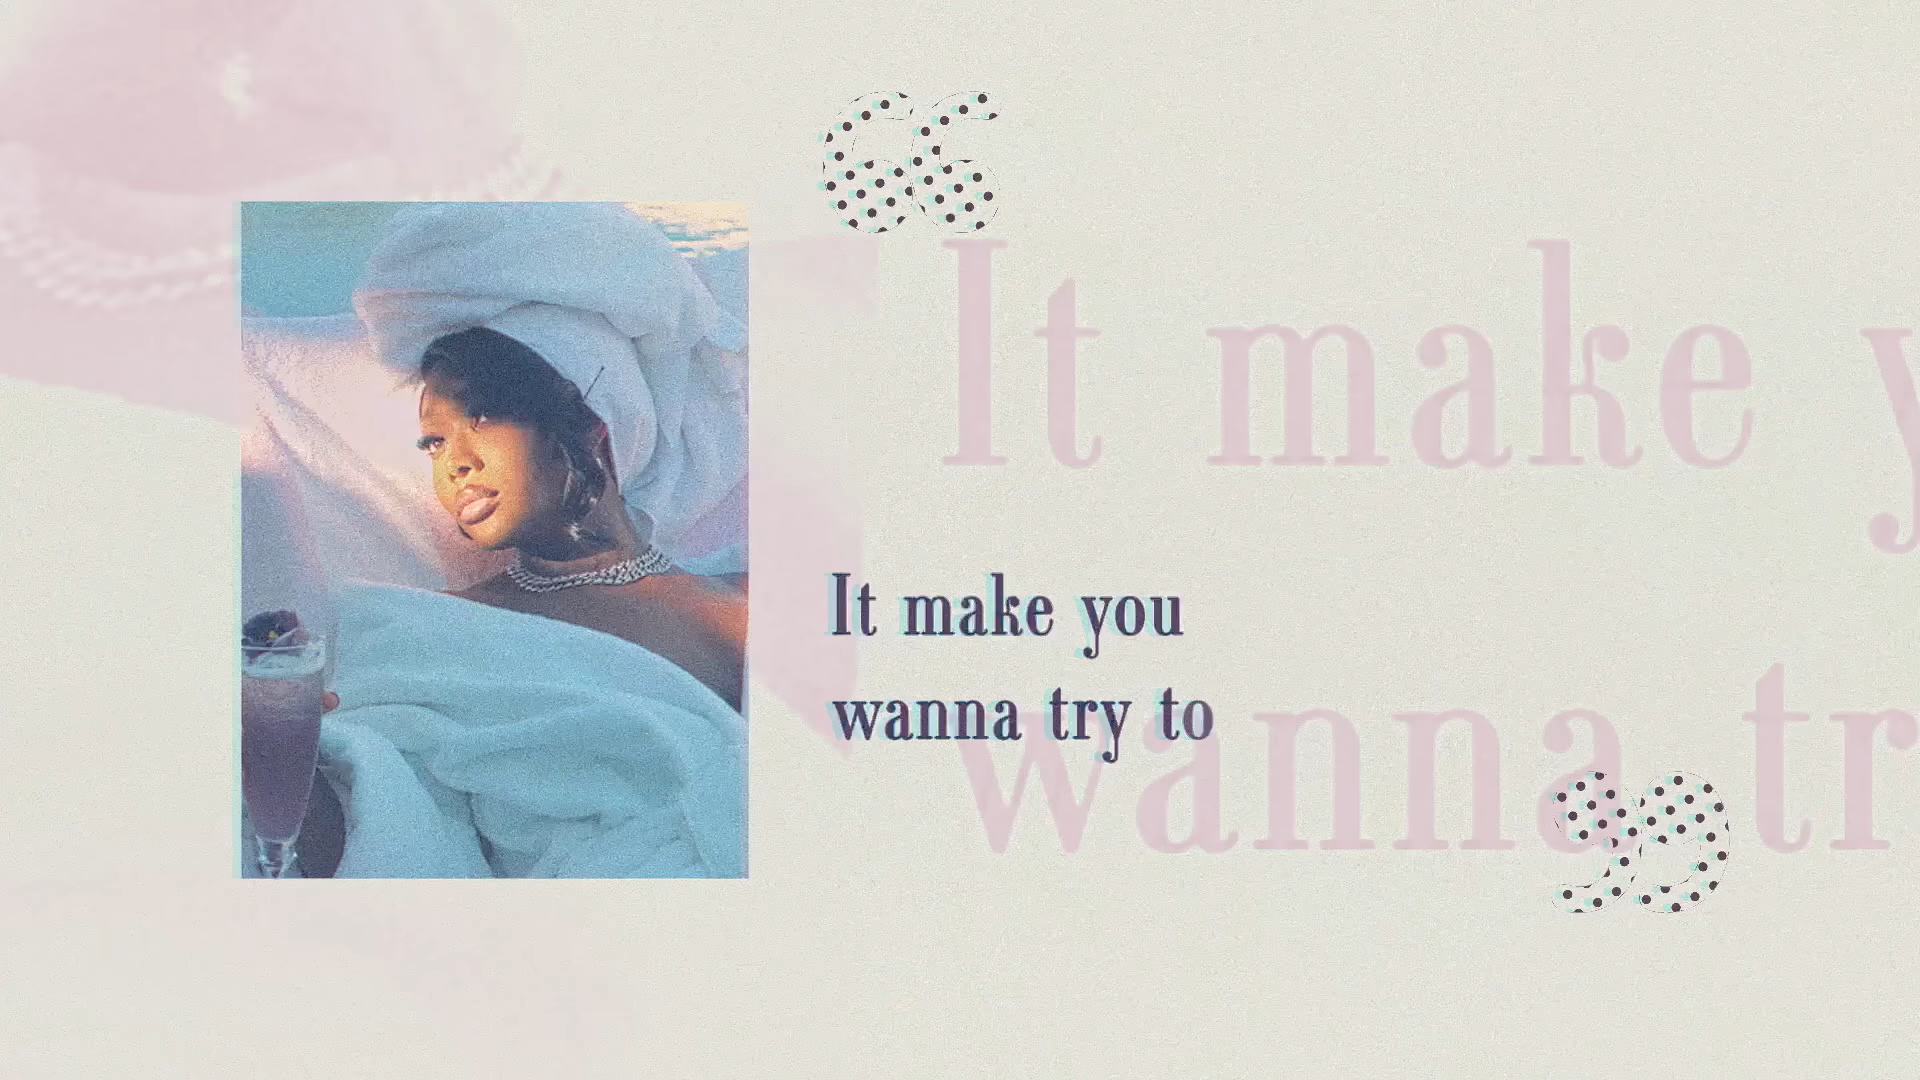 “
It make y
It make you
wanna try to
wanna tr
”